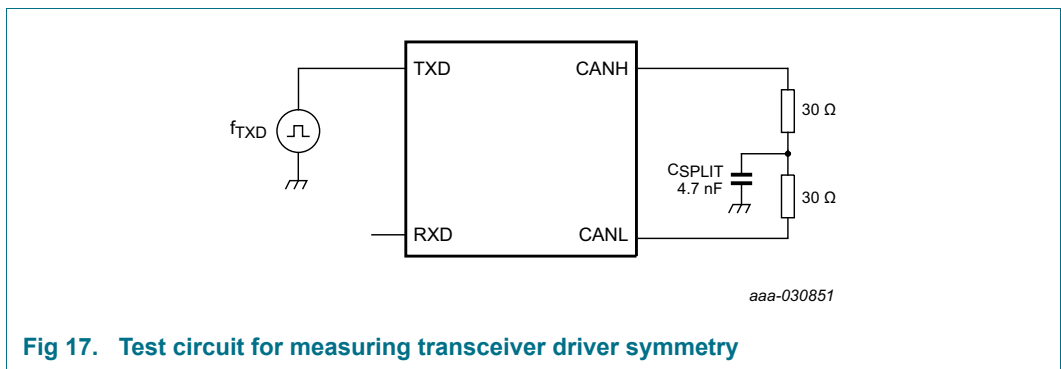 TXD
CANH
30 Ω
fTXD
CSPLIT
4.7 nF
30 Ω
RXD
CANL
aaa-030851
Fig 17. Test circuit for measuring transceiver driver symmetry